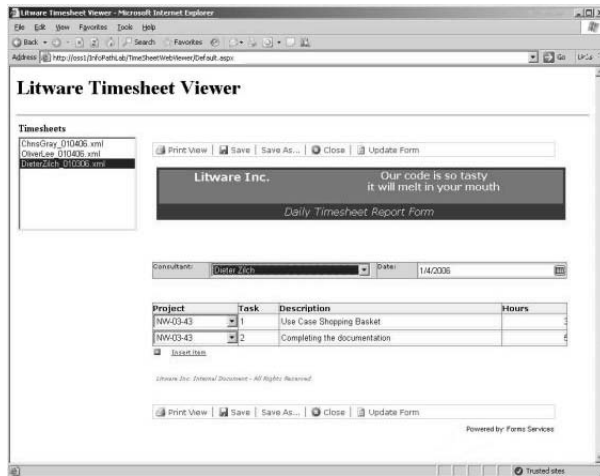 Litware Timesheet Viewer - Microsoft Internet Explorer
File Edit View Favorites Tools Help
Back Search Favorites
Address http://oss1/InfoPathLab/TimeSheetWebViewer/Default.aspx Go
Litware Timesheet Viewer
Timesheets
ChrisGray_010406.xml
OliverLee_010406.xml
DieterZilch_010306.xml
Print View Save Save As... Close Update Form
Litware Inc. Our code is so tasty
it will melt in your mouth
Daily Timesheet Report Form
Consultant: Dieter Zilch Date: 1/4/2006
Project Task Description Hours
NW-03-43 1 Use Case Shopping Basket
NW-03-43 2 Completing the documentation
Insert item
Litware Inc. Internal Document - All Rights Reserved
Print View Save Save As... Close Update Form
Powered by: Forms Services
Trusted sites